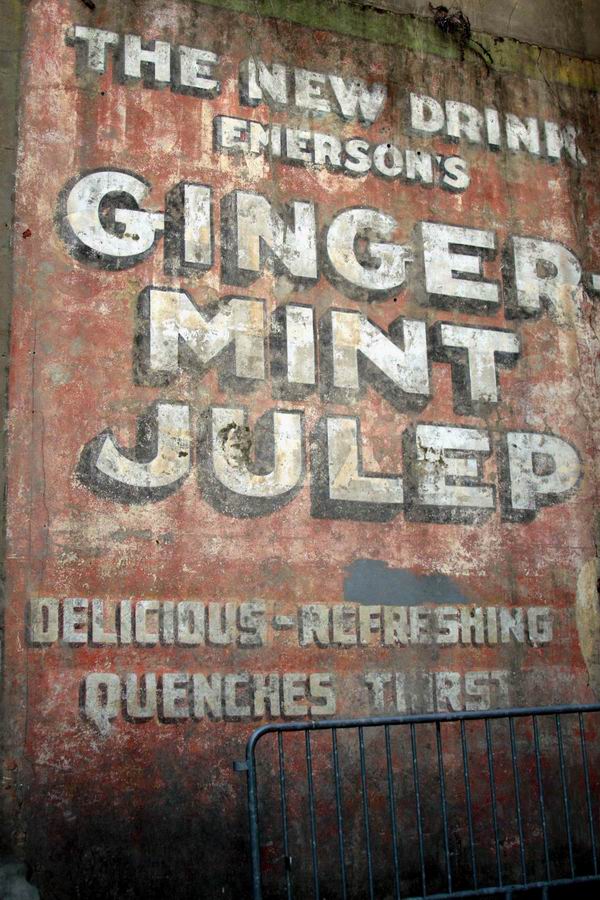 THE NEW DRINK
EMERSON'S
GINGER-
MINT
JULEP
DELICIOUS-REFRESHING
QUENCHES THIRST